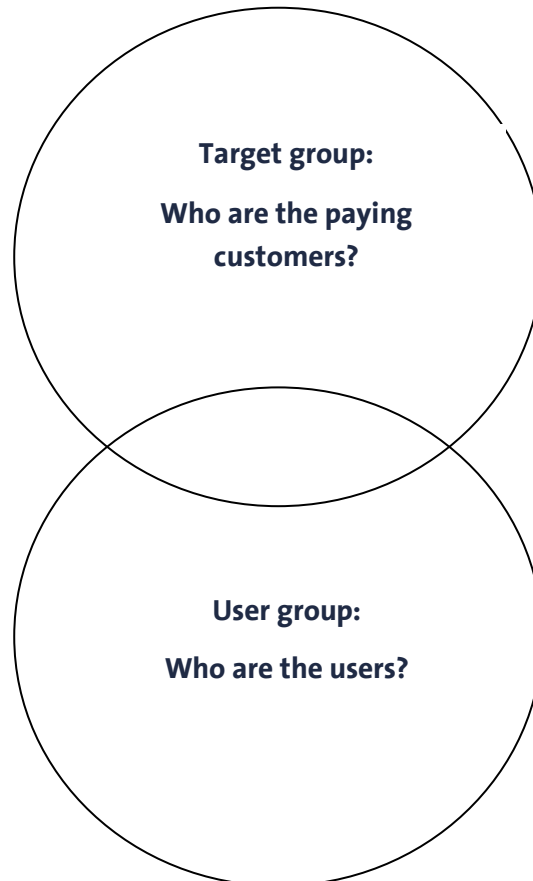 Target group:
Who are the paying
customers?
User group:
Who are the users?